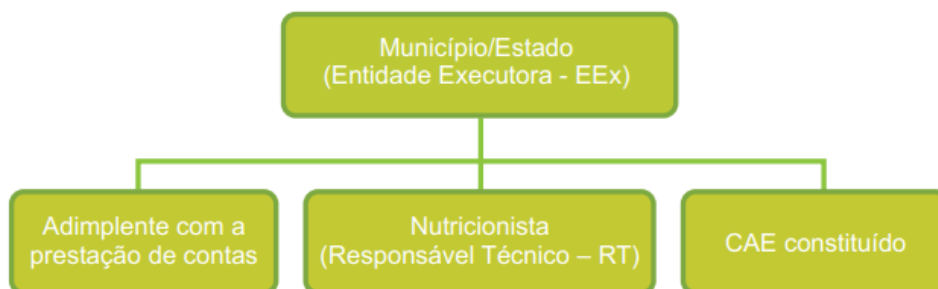 Município/Estado
(Entidade Executora - EEx)
Adimplente com a
prestação de contas
Nutricionista
(Responsável Técnico – RT)
CAE constituído